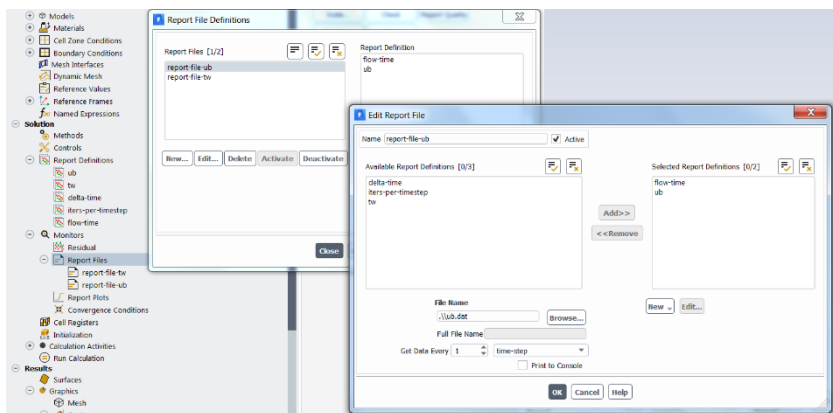 Models
Materials
Cell Zone Conditions
Boundary Conditions
Mesh Interfaces
Dynamic Mesh
Reference Values
Reference Frames
Named Expressions
Solution
Methods
Controls
Report Definitions
ub
tw
delta-time
iters-per-timestep
flow-time
Monitors
Residual
Report Files
report-file-tw
report-file-ub
Report Plots
Convergence Conditions
Cell Registers
Initialization
Calculation Activities
Run Calculation
Results
Surfaces
Graphics
Mesh
Report File Definitions
Report Files [1/2]
report-file-ub
report-file-tw
Report Definition
flow-time
ub
New... Edit... Delete Activate Deactivate
Close
Edit Report File
Name report-file-ub Active
Available Report Definitions [0/3]
delta-time
iters-per-timestep
tw
Add>>
<<Remove
Selected Report Definitions [0/2]
flow-time
ub
New Edit...
File Name
.\\ub.dat Browse...
Full File Name
Get Data Every 1 time-step
Print to Console
OK Cancel Help